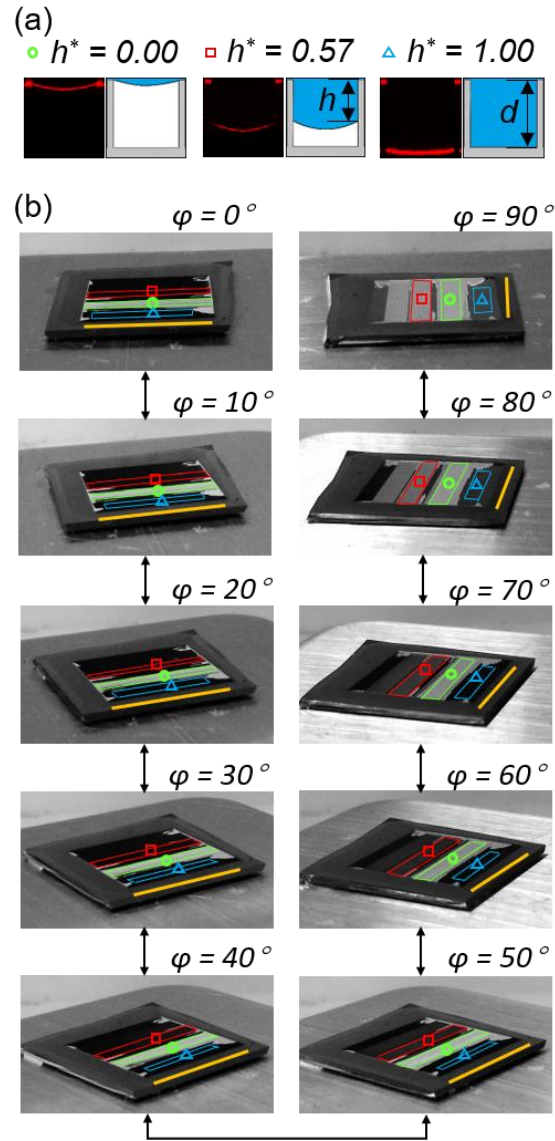 (a)
h* = 0.00 h* = 0.57 h* = 1.00
h d
(b)
φ = 0° φ = 90°
φ = 10° φ = 80°
φ = 20° φ = 70°
φ = 30° φ = 60°
φ = 40° φ = 50°